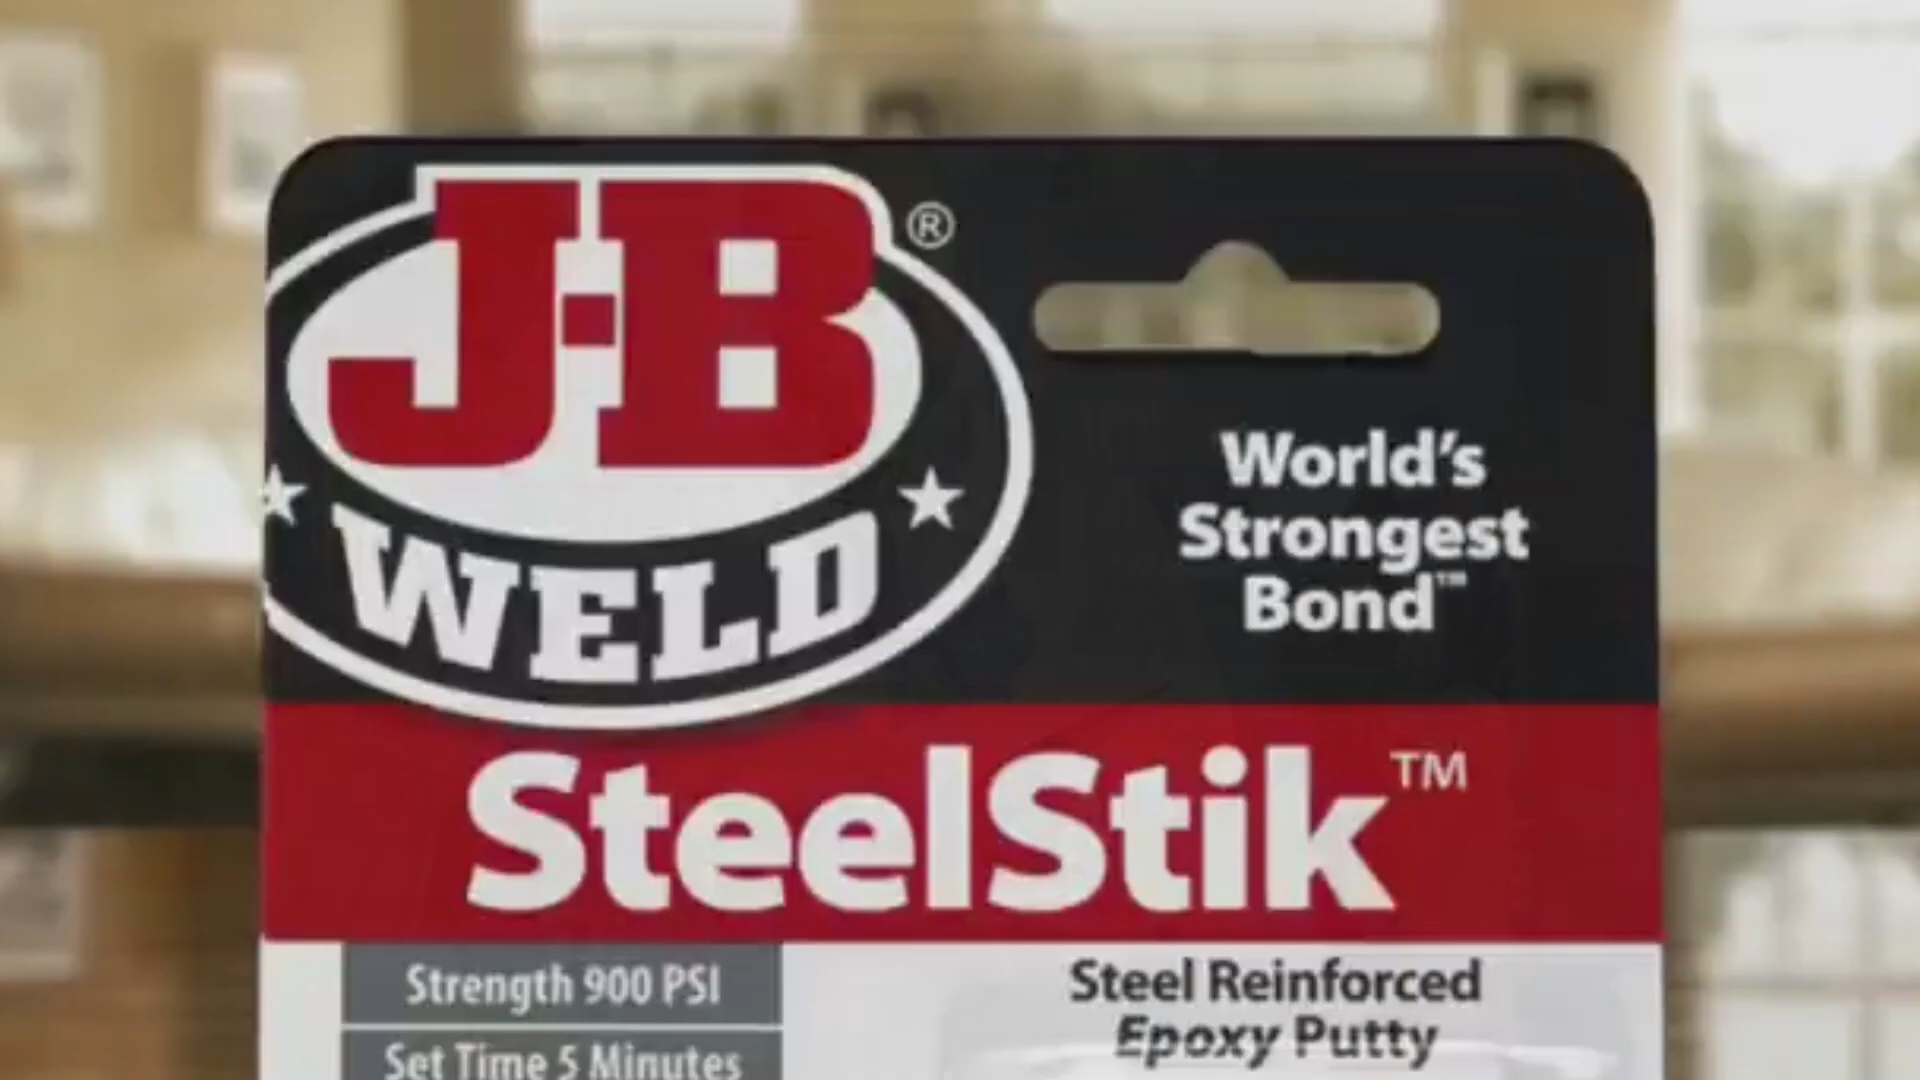 J-B
®
WELD
World's
Strongest
Bond™
SteelStik™
Strength 900 PSI
Set Time 5 Minutes
Steel Reinforced
Epoxy Putty